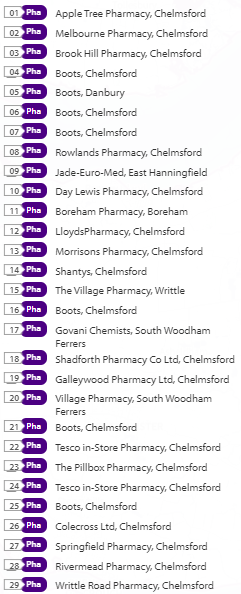 01 Pha Apple Tree Pharmacy, Chelmsford
02 Pha Melbourne Pharmacy, Chelmsford
03 Pha Brook Hill Pharmacy, Chelmsford
04 Pha Boots, Chelmsford
05 Pha Boots, Danbury
06 Pha Boots, Chelmsford
07 Pha Boots, Chelmsford
08 Pha Rowlands Pharmacy, Chelmsford
09 Pha Jade-Euro-Med, East Hanningfield
10 Pha Day Lewis Pharmacy, Chelmsford
11 Pha Boreham Pharmacy, Boreham
12 Pha LloydsPharmacy, Chelmsford
13 Pha Morrisons Pharmacy, Chelmsford
14 Pha Shantys, Chelmsford
15 Pha The Village Pharmacy, Writtle
16 Pha Boots, Chelmsford
17 Pha Govani Chemists, South Woodham
Ferrers
18 Pha Shadforth Pharmacy Co Ltd, Chelmsford
19 Pha Galleywood Pharmacy Ltd, Chelmsford
20 Pha Village Pharmacy, South Woodham
Ferrers
21 Pha Boots, Chelmsford
22 Pha Tesco in-Store Pharmacy, Chelmsford
23 Pha The Pillbox Pharmacy, Chelmsford
24 Pha Tesco in-Store Pharmacy, Chelmsford
25 Pha Boots, Chelmsford
26 Pha Colecross Ltd, Chelmsford
27 Pha Springfield Pharmacy, Chelmsford
28 Pha Rivermead Pharmacy, Chelmsford
29 Pha Writtle Road Pharmacy, Chelmsford